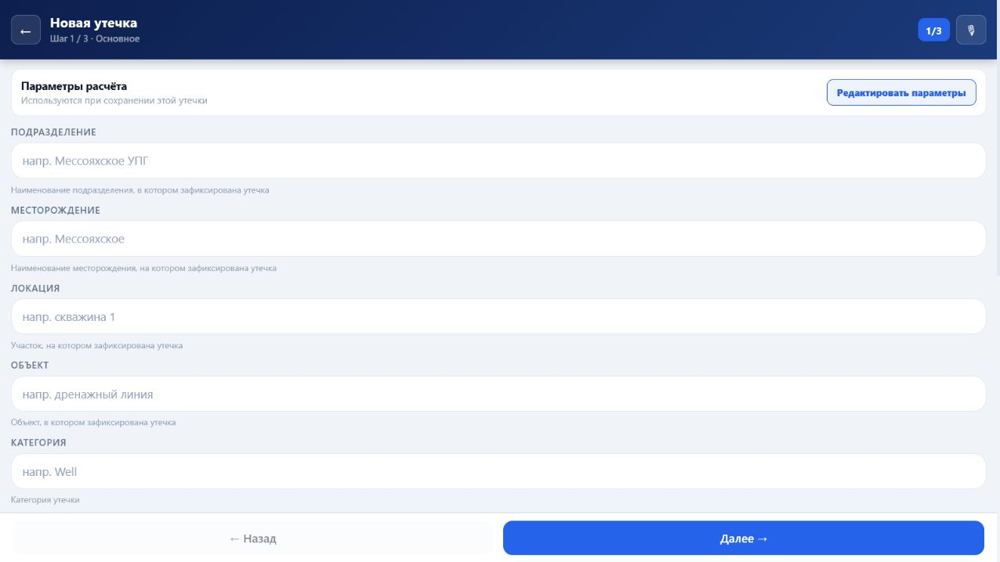 ←
Новая утечка
Шаг 1 / 3 · Основное
1/3
Параметры расчёта
Используются при сохранении этой утечки
Редактировать параметры
ПОДРАЗДЕЛЕНИЕ
напр. Мессояхское УПГ
Наименование подразделения, в котором зафиксирована утечка
МЕСТОРОЖДЕНИЕ
напр. Мессояхское
Наименование месторождения, на котором зафиксирована утечка
ЛОКАЦИЯ
напр. скважина 1
Участок, на котором зафиксирована утечка
ОБЪЕКТ
напр. дренажный линия
Объект, в котором зафиксирована утечка
КАТЕГОРИЯ
напр. Well
Категория утечки
← Назад
Далее →